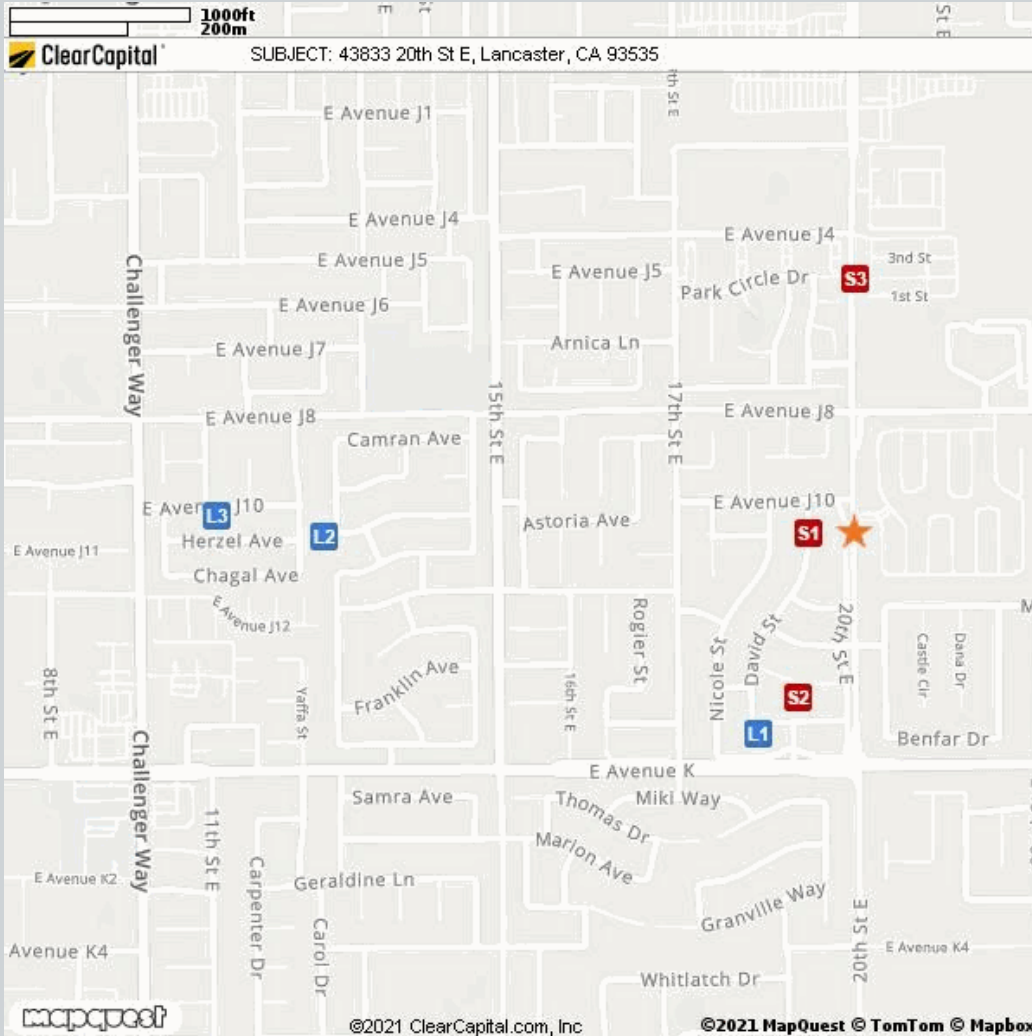 1000ft
200m
St E
ClearCapital SUBJECT: 43833 20th St E, Lancaster, CA 93535
E Avenue J1
E Avenue J4
E Avenue J4
E Avenue J5
3nd St
E Avenue J5
Park Circle Dr
S3
1st St
E Avenue J6
Challenger Way
Arnica Ln
E Avenue J7
15th St E
17th St E
E Avenue J8
E Avenue J8
Camran Ave
E Avenue J10
E Avenue J10
L3
Astoria Ave
L2
S1
Herzel Ave
E Avenue J11
Chagal Ave
E Avenue J12
Rogier St
20th St E
Nicole St
David St
Castle Cir
Dana Dr
8th St E
Franklin Ave
16th St E
Yaffa St
S2
L1
Benfar Dr
Challenger Way
E Avenue K
Samra Ave
Thomas Dr
Miki Way
11th St E
Marion Ave
E Avenue K2
Carpenter Dr
Geraldine Ln
Granville Way
Carol Dr
20th St E
Avenue K4
E Avenue K4
Whitlatch Dr
mapquest
©2021 ClearCapital.com, Inc
©2021 MapQuest © TomTom © Mapbo